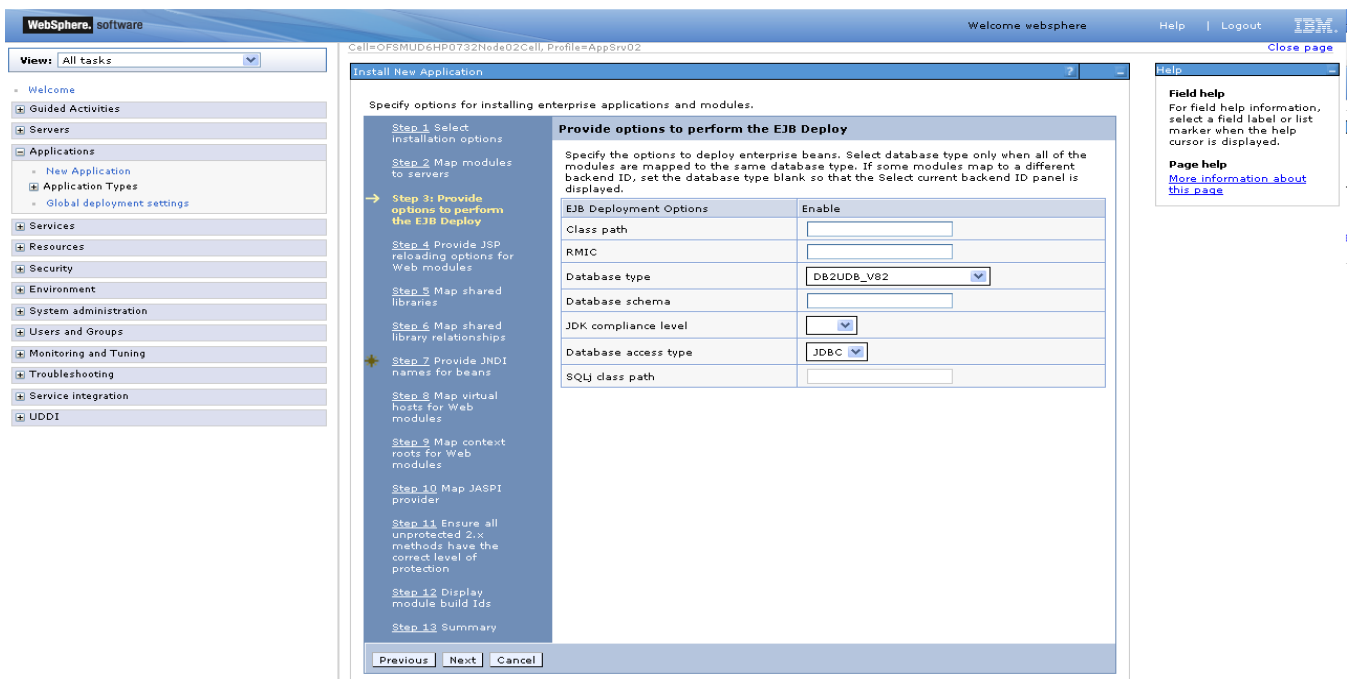 WebSphere. software
Welcome websphere
Help | Logout
IBM.
View: All tasks
Welcome
Guided Activities
Servers
Applications
New Application
Application Types
Global deployment settings
Services
Resources
Security
Environment
System administration
Users and Groups
Monitoring and Tuning
Troubleshooting
Service integration
UDDI
Cell=OFSMUD6HP0732Node02Cell, Profile=AppSrv02
Close page
Install New Application
?
Specify options for installing enterprise applications and modules.
Step 1 Select
installation options
Step 2 Map modules
to servers
Step 3: Provide
options to perform
the EJB Deploy
Step 4 Provide JSP
reloading options for
Web modules
Step 5 Map shared
libraries
Step 6 Map shared
library relationships
Step 7 Provide JNDI
names for beans
Step 8 Map virtual
hosts for Web
modules
Step 9 Map context
roots for Web
modules
Step 10 Map JASPI
provider
Step 11 Ensure all
unprotected 2.x
methods have the
correct level of
protection
Step 12 Display
module build Ids
Step 13 Summary
Provide options to perform the EJB Deploy
Specify the options to deploy enterprise beans. Select database type only when all of the
modules are mapped to the same database type. If some modules map to a different
backend ID, set the database type blank so that the Select current backend ID panel is
displayed.
EJB Deployment Options Enable
Class path
RMIC
Database type DB2UDB_V82
Database schema
JDK compliance level
Database access type JDBC
SQLj class path
Previous Next Cancel
Help
Field help
For field help information,
select a field label or list
marker when the help
cursor is displayed.
Page help
More information about
this page